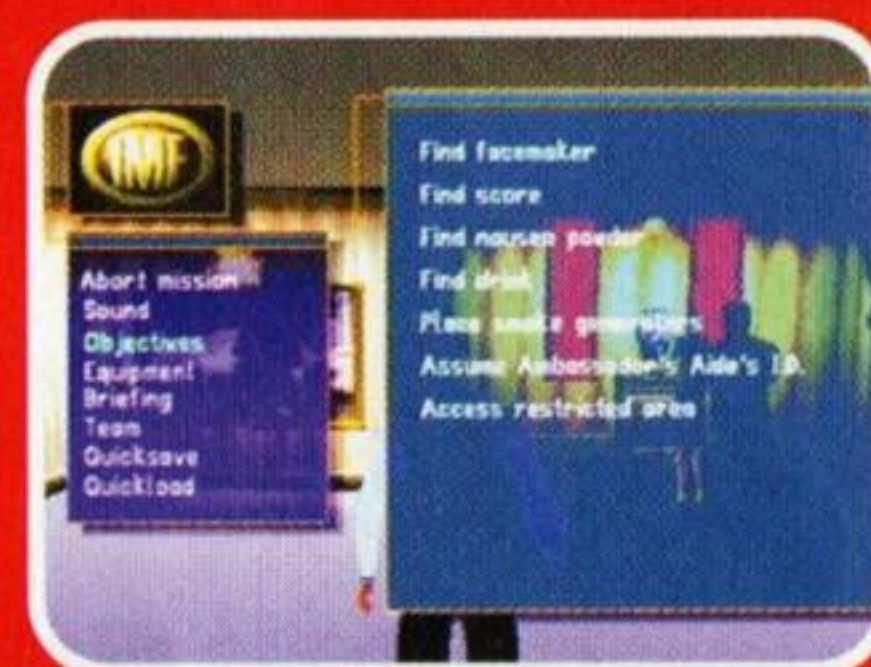 IMF
Abort mission
Sound
Objectives
Equipment
Briefing
Team
Quicksave
Quickload
Find facemaker
Find score
Find nausea powder
Find drink
Place smoke generators
Assume Ambassador's Aide's I.D.
Access restricted area